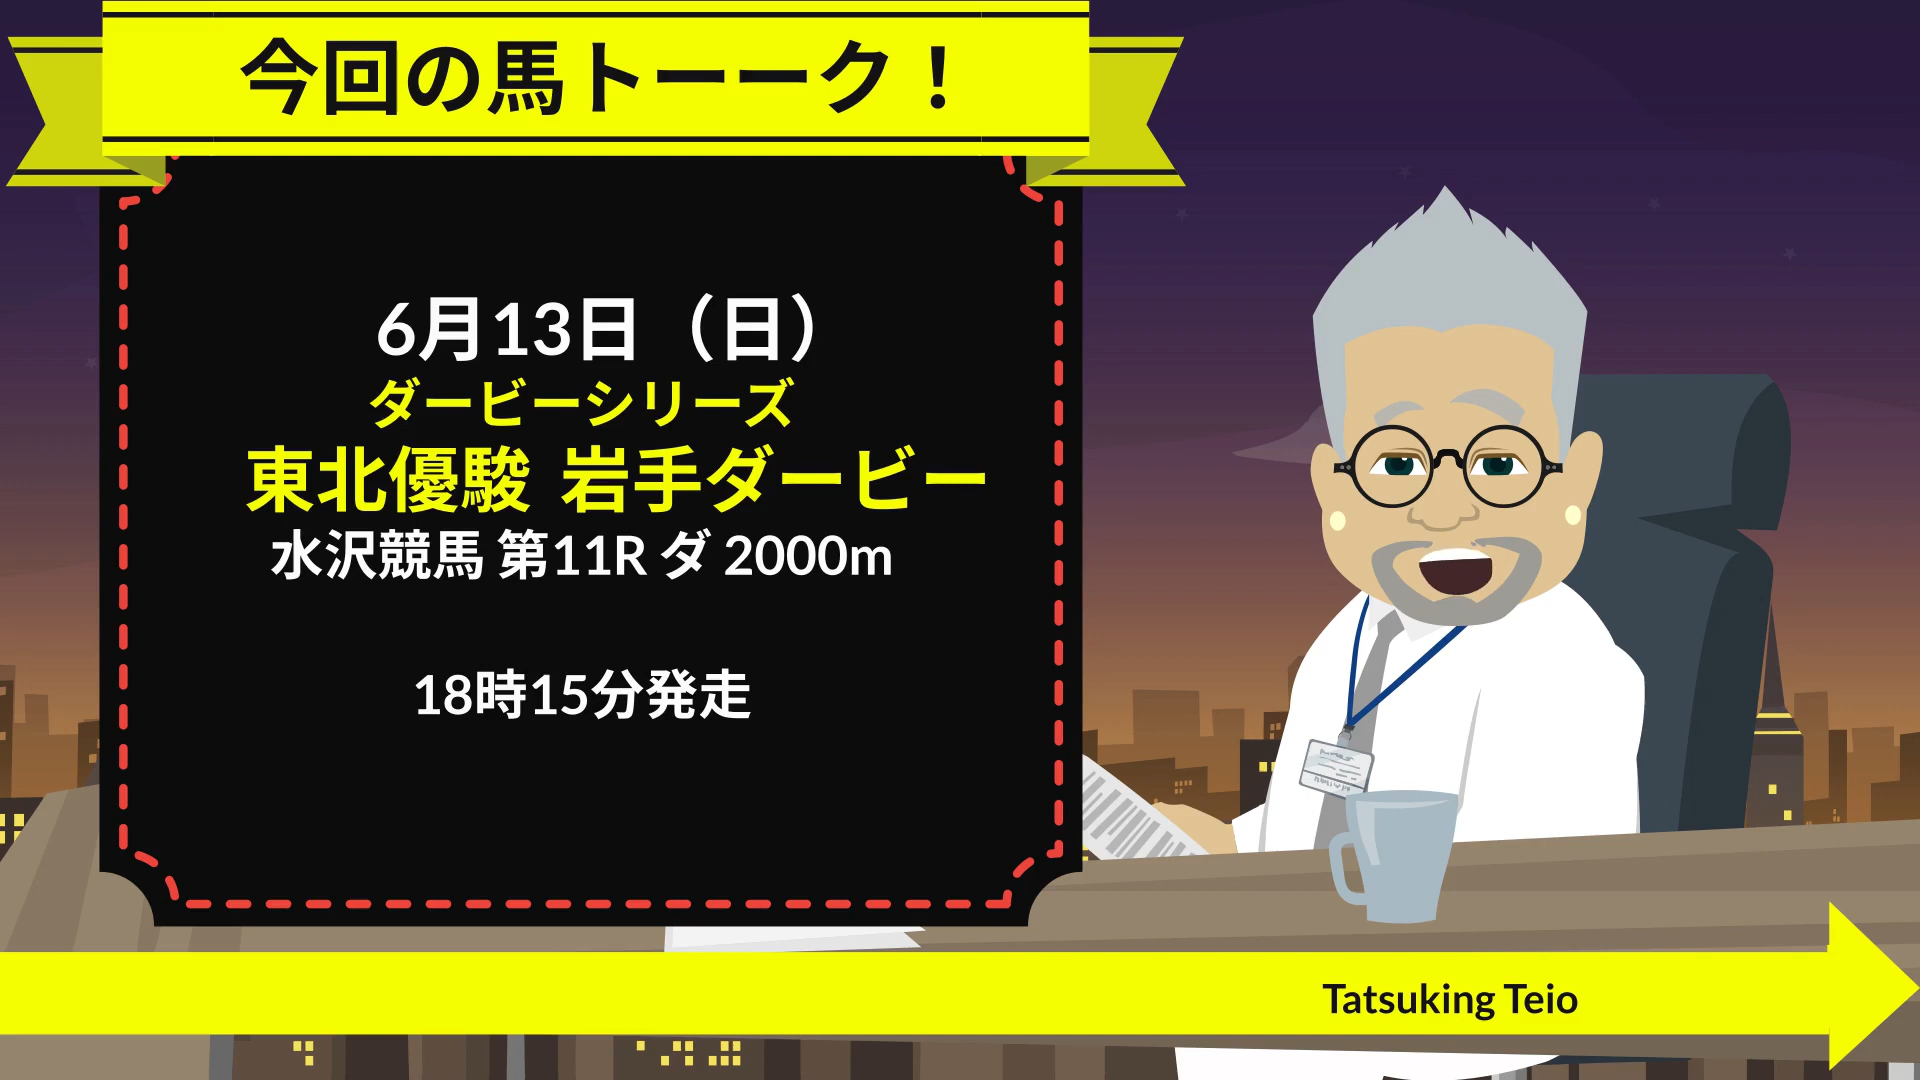 今回の馬トーーク！
6月13日（日）
ダービーシリーズ
東北優駿 岩手ダービー
水沢競馬 第11R ダ 2000m
18時15分発走
Tatsuking Teio